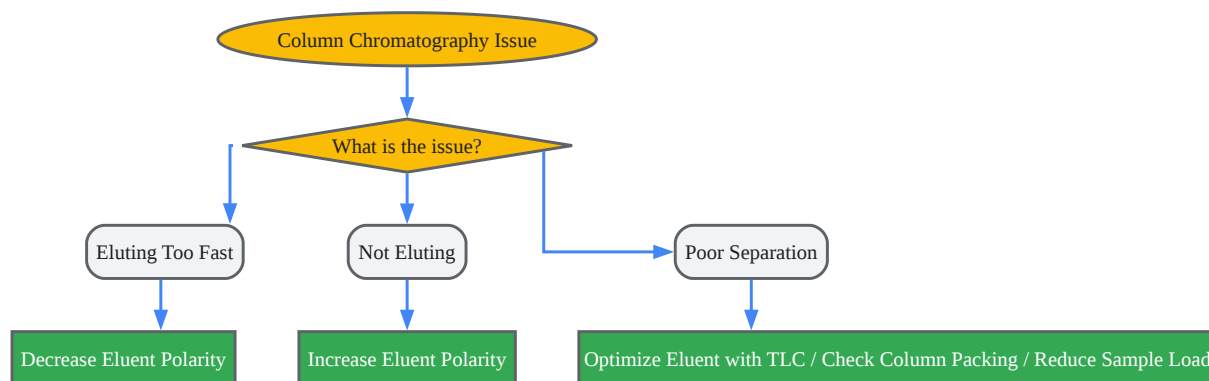 Column Chromatography Issue
What is the issue?
Eluting Too Fast
Not Eluting
Poor Separation
Decrease Eluent Polarity
Increase Eluent Polarity
Optimize Eluent with TLC / Check Column Packing / Reduce Sample Load